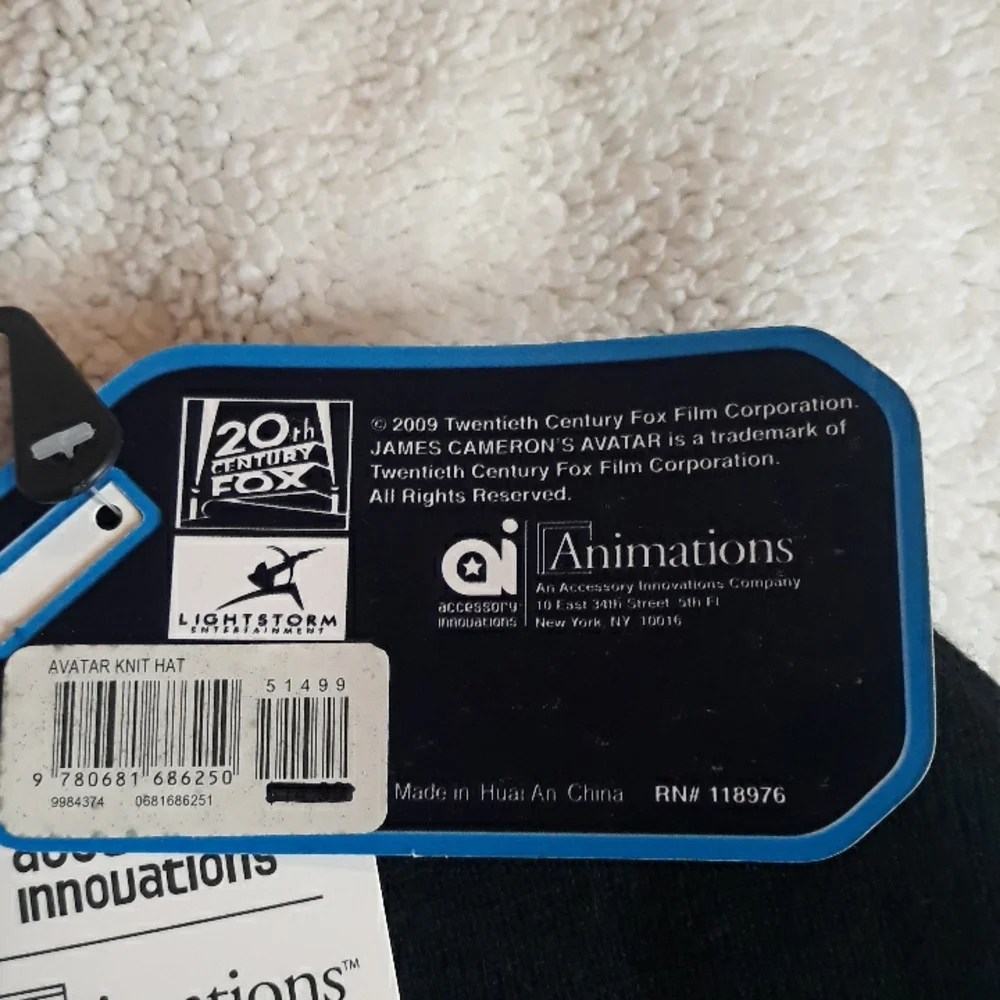 20th
CENTURY
FOX
© 2009 Twentieth Century Fox Film Corporation.
JAMES CAMERON'S AVATAR is a trademark of
Twentieth Century Fox Film Corporation.
All Rights Reserved.
LIGHTSTORM
ENTERTAINMENT
ai
accessory
innovations
Animations
An Accessory Innovations Company
10 East 34th Street 5th Fl
New York, NY 10016
AVATAR KNIT HAT
51499
9 780681 686250
9984374 0681686251
Made in Huai An China RN# 118976
innovations